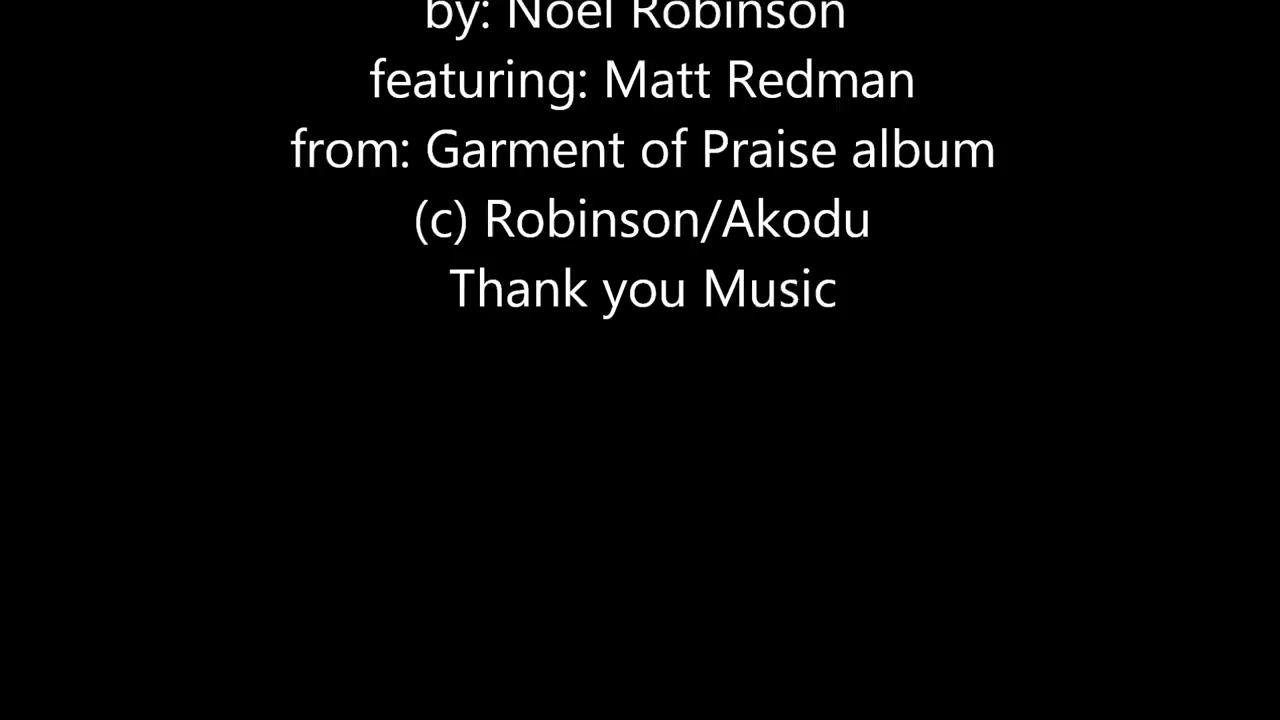 by: Noel Robinson
featuring: Matt Redman
from: Garment of Praise album
(c) Robinson/Akodu
Thank you Music